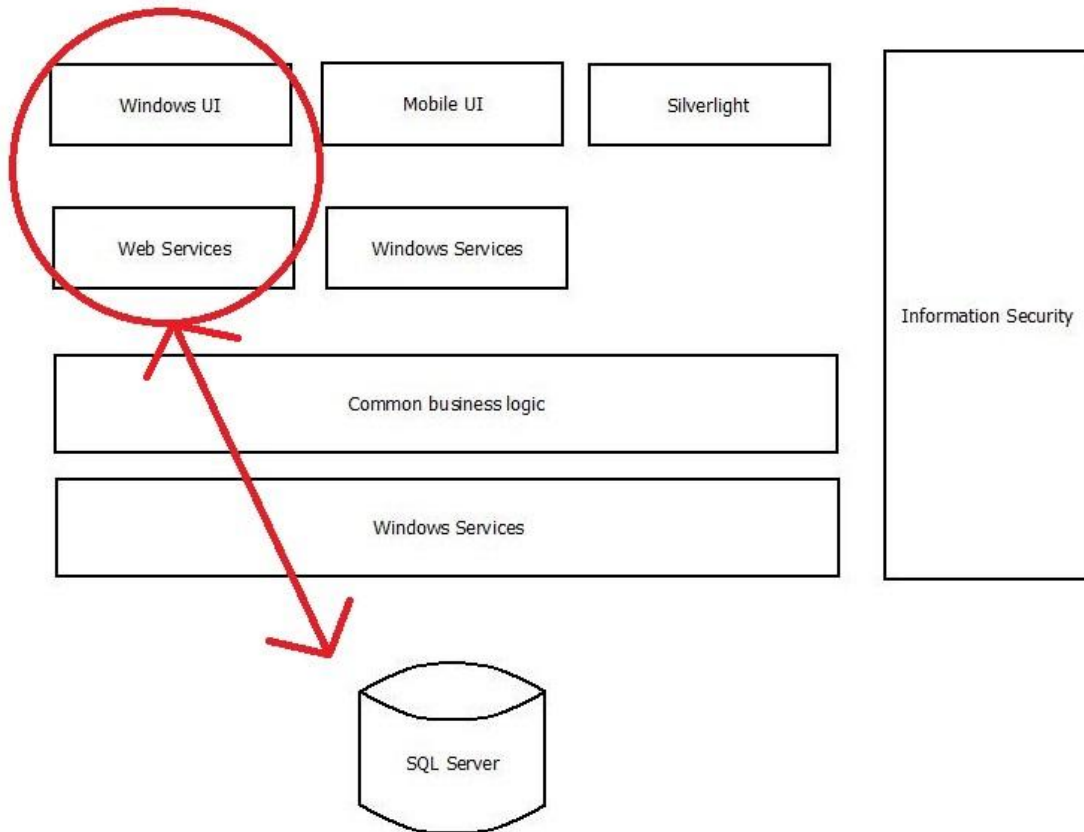 Windows UI
Mobile UI
Silverlight
Web Services
Windows Services
Information Security
Common business logic
Windows Services
SQL Server